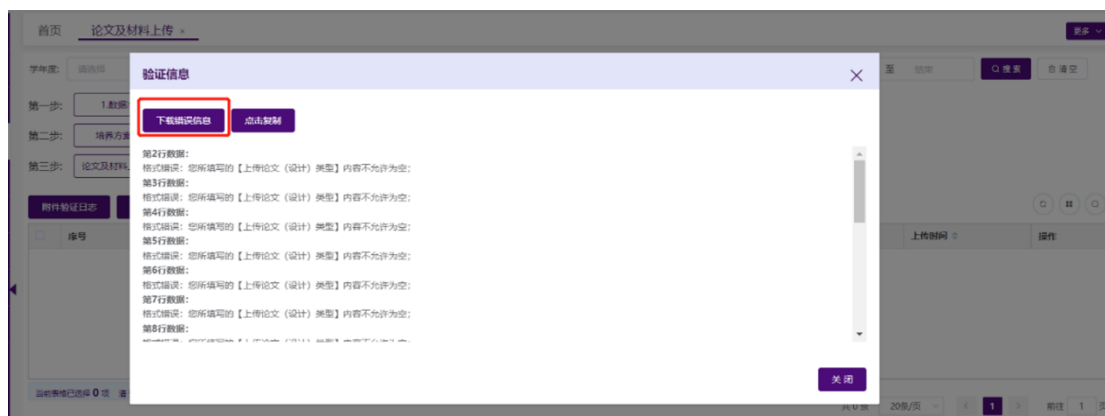 首页 论文及材料上传 ×
更多
学年度: 请选择
至 结束 搜索 清空
验证信息
第一步: 1.数据
下载错误信息 点击复制
第二步: 培养方案
第三步: 论文及材料
附件验证日志
序号 上传时间 操作
第2行数据:
格式错误: 您所填写的【上传论文（设计）类型】内容不允许为空;
第3行数据:
格式错误: 您所填写的【上传论文（设计）类型】内容不允许为空;
第4行数据:
格式错误: 您所填写的【上传论文（设计）类型】内容不允许为空;
第5行数据:
格式错误: 您所填写的【上传论文（设计）类型】内容不允许为空;
第6行数据:
格式错误: 您所填写的【上传论文（设计）类型】内容不允许为空;
第7行数据:
格式错误: 您所填写的【上传论文（设计）类型】内容不允许为空;
第8行数据:
关闭
当前表格已选择 0 项 清
共 0 条 20条/页 1 前往 1 页